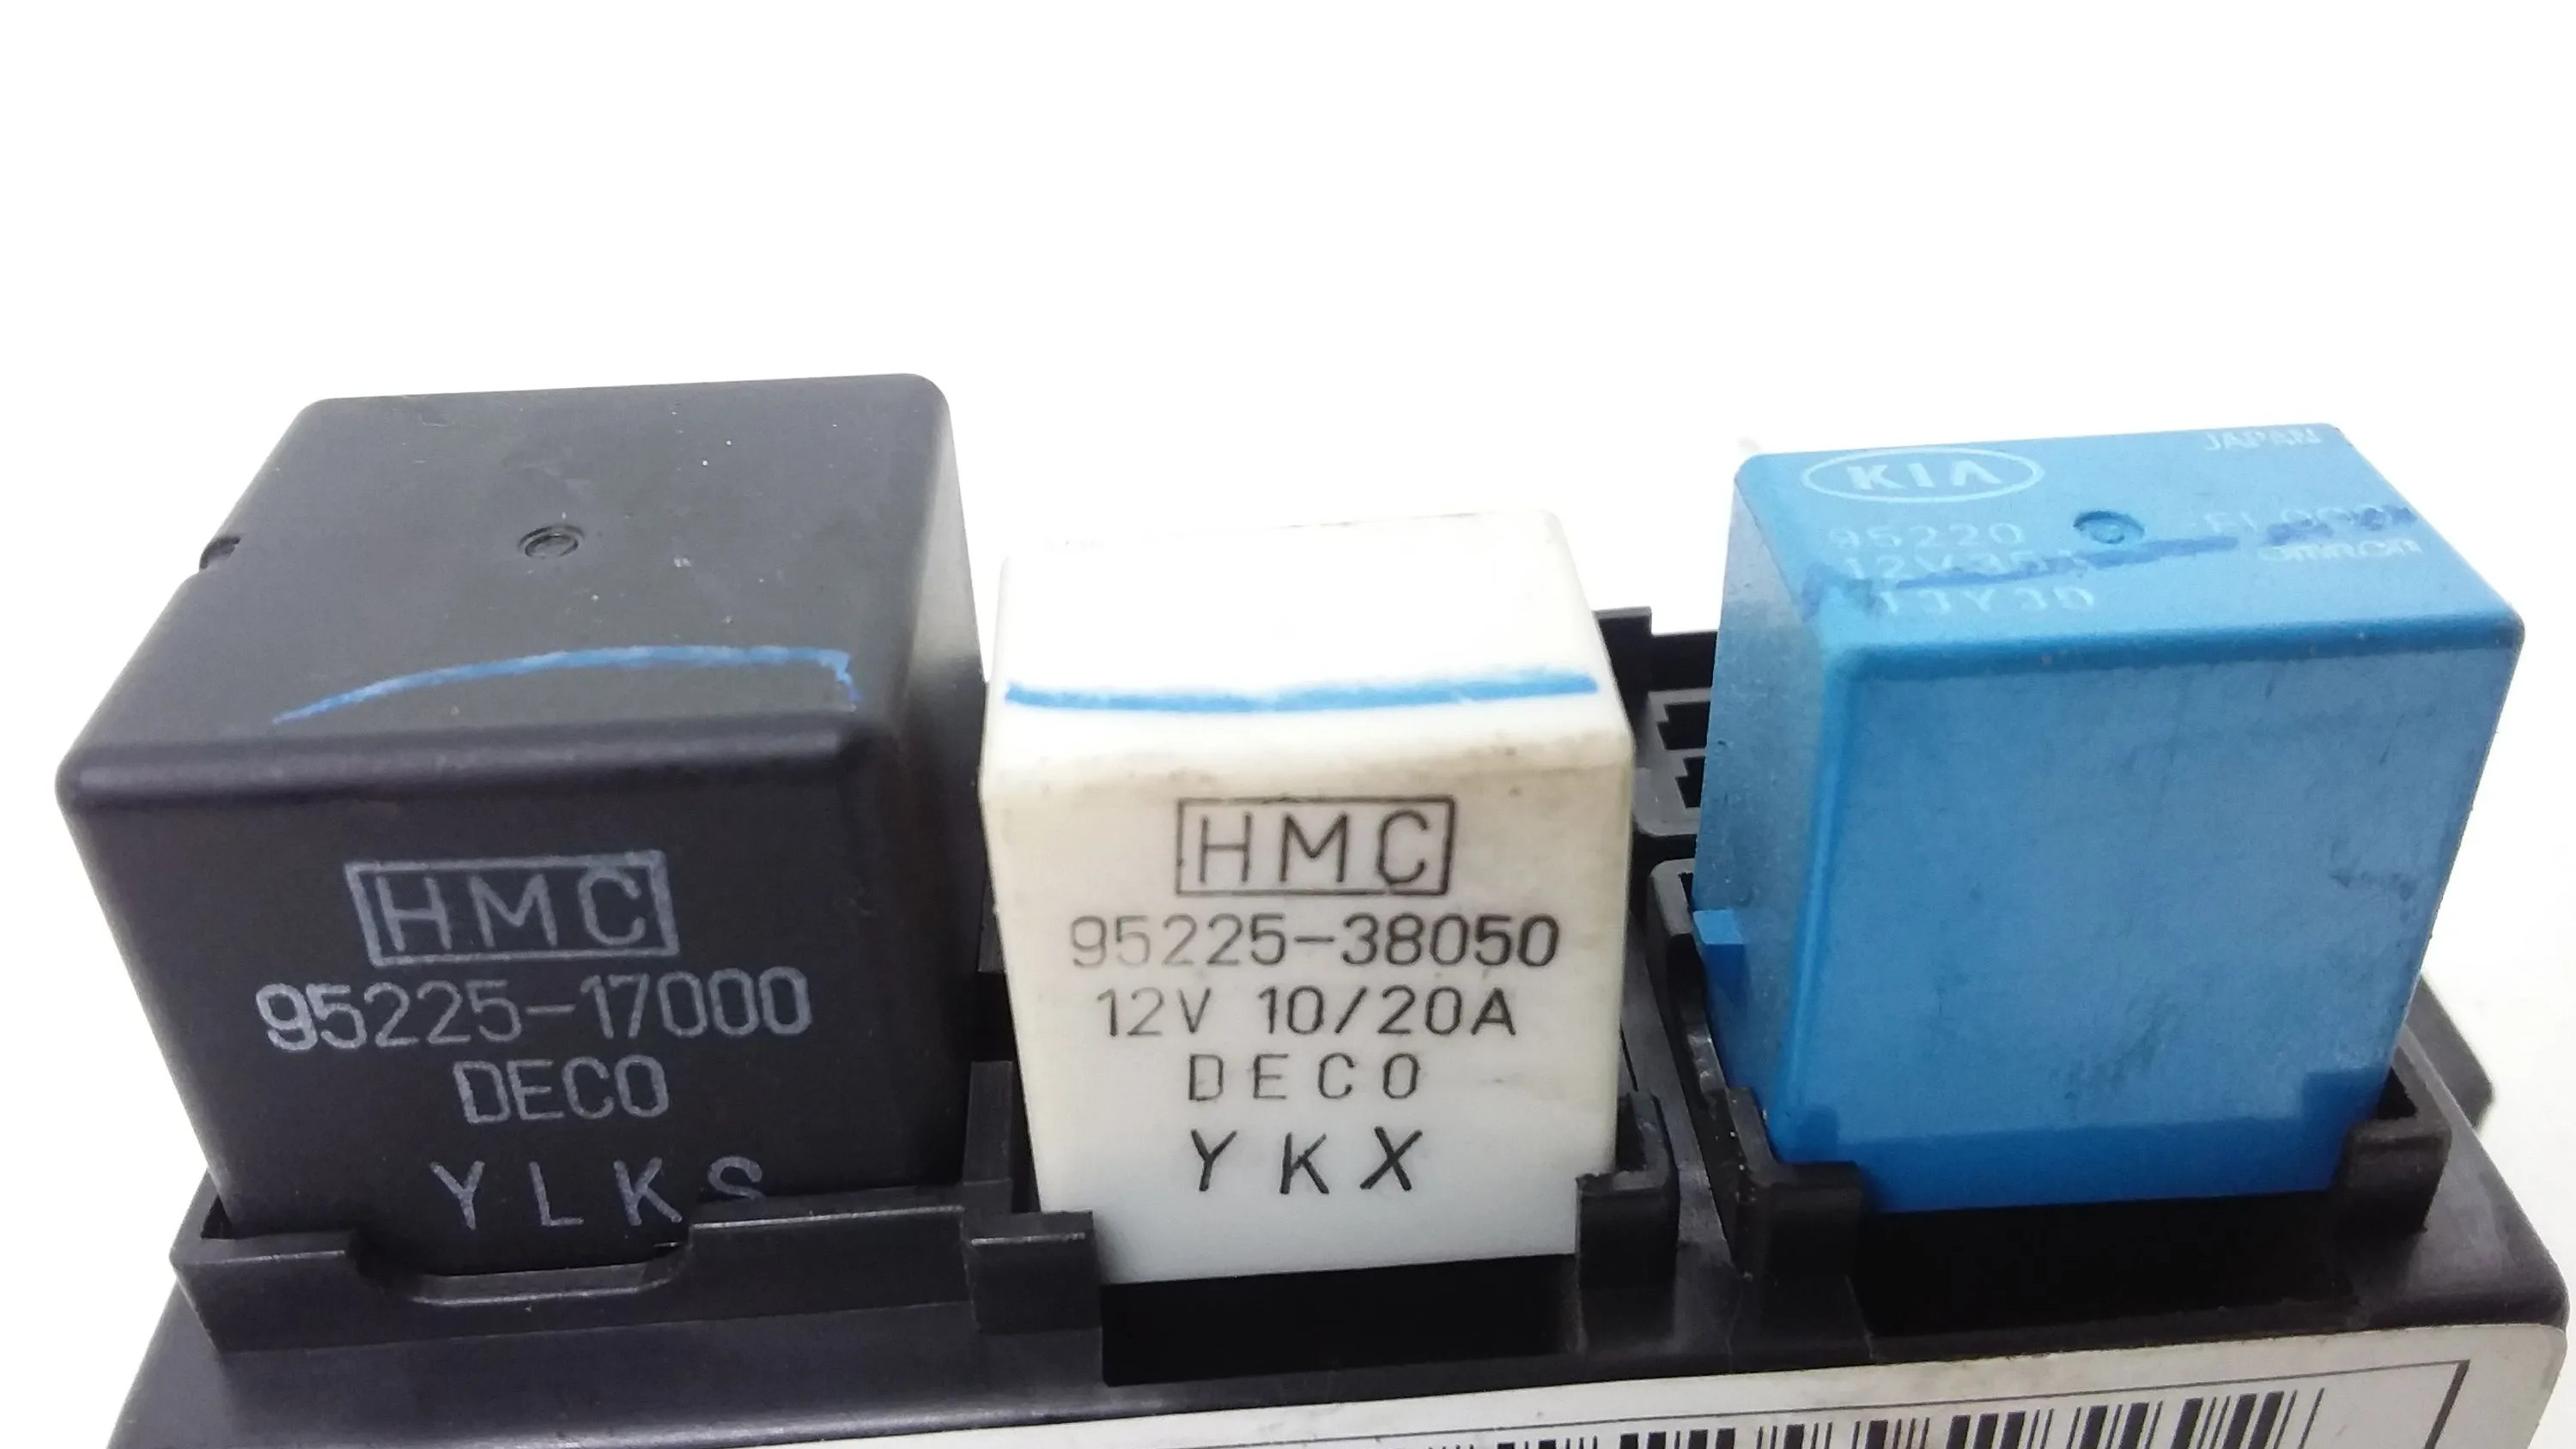 HMC
95225-17000
DECO
YLKS
HMC
95225-38050
12V 10/20A
DECO
YKX
KIA
JAPAN
95220
OMRON